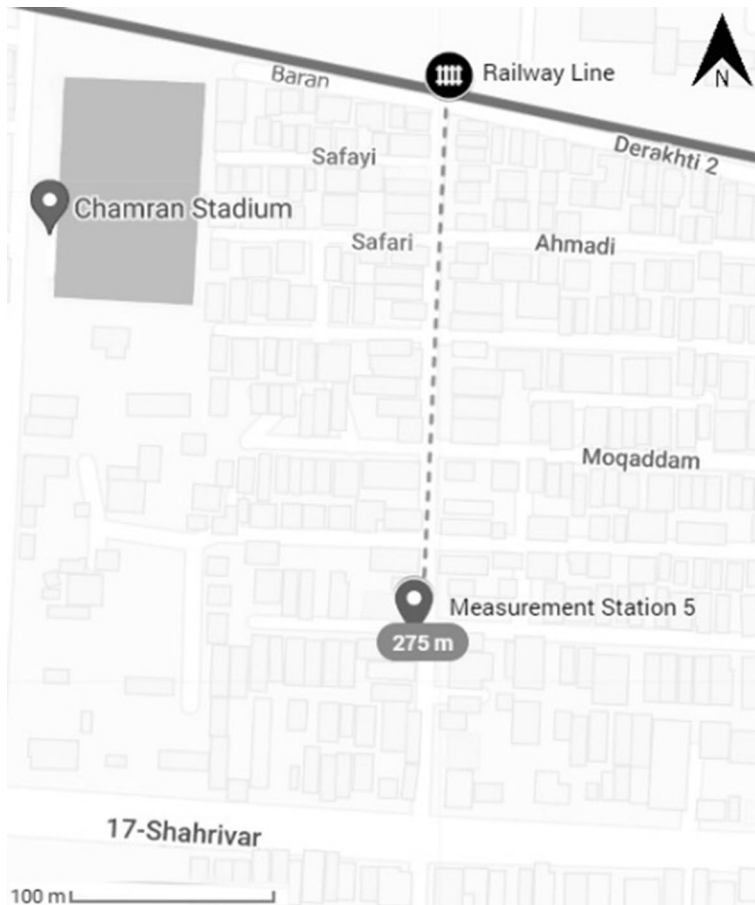 Baran
Railway Line
N
Derakhti 2
Safayi
Chamran Stadium
Safari
Ahmadi
Moqaddam
Measurement Station 5
275 m
17-Shahrivar
100 m